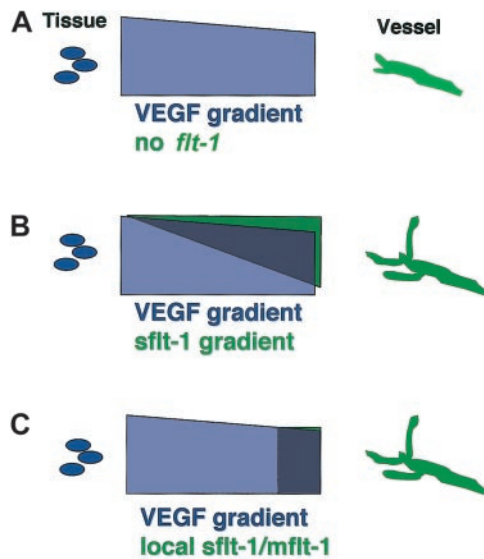 A
Tissue
Vessel
VEGF gradient
no flt-1
B
VEGF gradient
sflt-1 gradient
C
VEGF gradient
local sflt-1/mflt-1